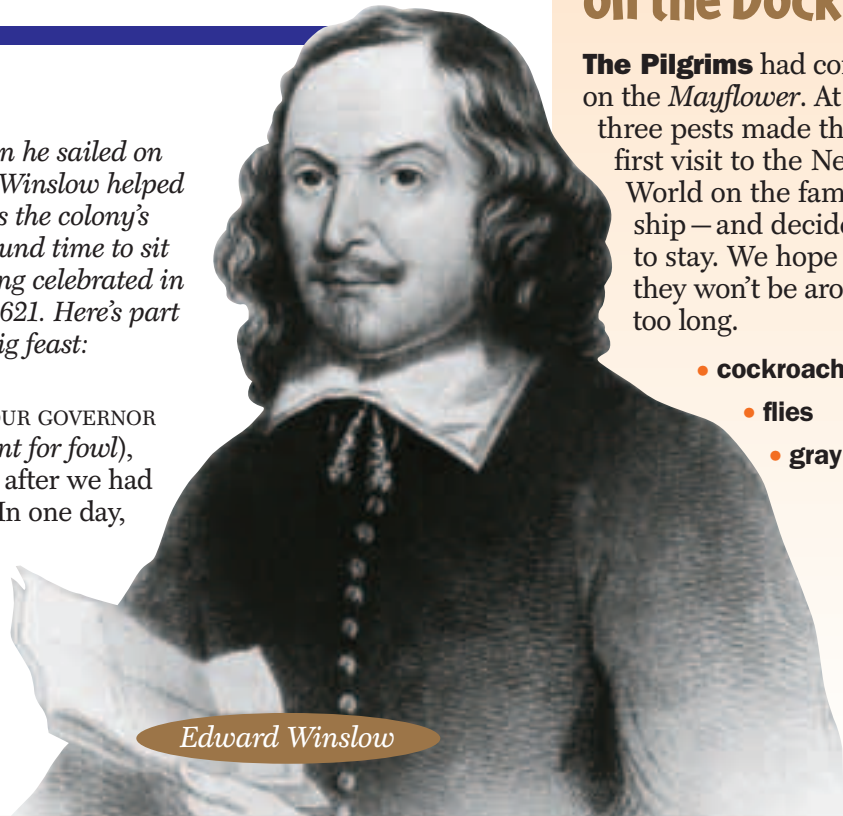 n he sailed on
Winslow helped
s the colony's
und time to sit
ng celebrated in
621. Here's part
ig feast:
UR GOVERNOR
nt for fowl),
after we had
In one day,
Edward Winslow
on the Dock
The Pilgrims had co
on the Mayflower. At
three pests made th
first visit to the Ne
World on the fam
ship—and decide
to stay. We hope
they won't be aro
too long.
• cockroach
• flies
• gray